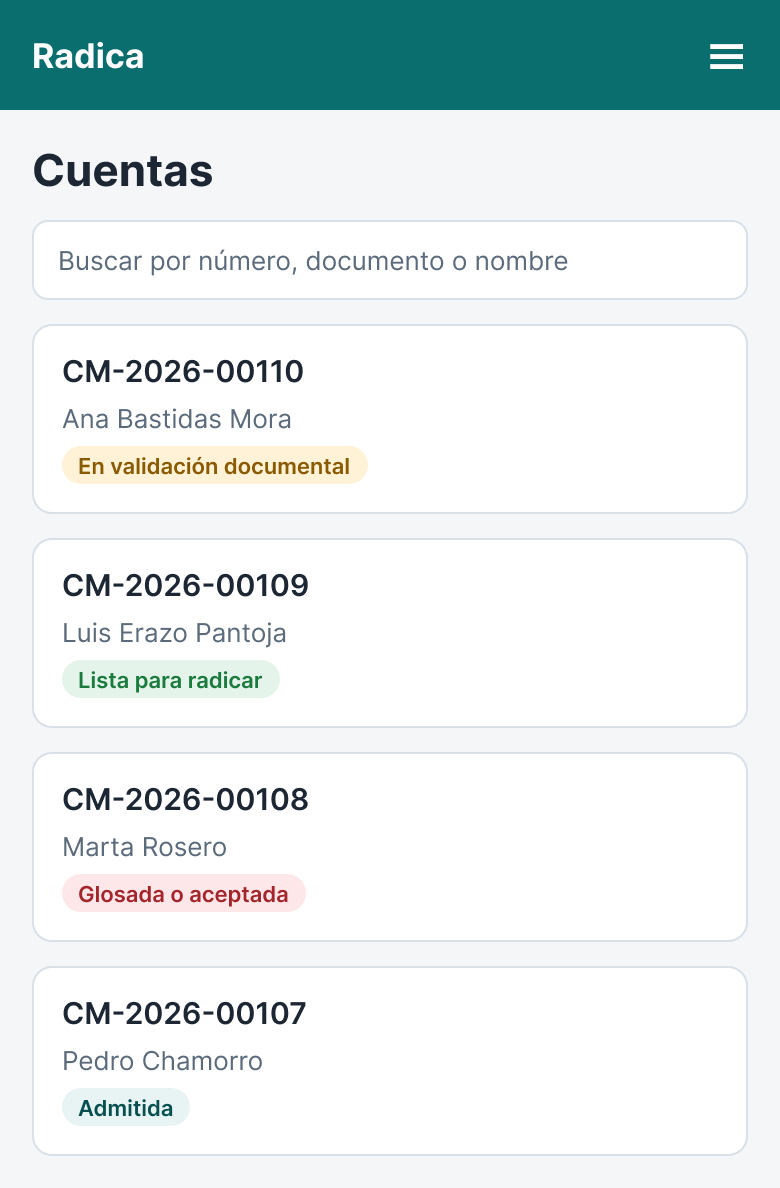 Radica
Cuentas
Buscar por número, documento o nombre
CM-2026-00110
Ana Bastidas Mora
En validación documental
CM-2026-00109
Luis Erazo Pantoja
Lista para radicar
CM-2026-00108
Marta Rosero
Glosada o aceptada
CM-2026-00107
Pedro Chamorro
Admitida